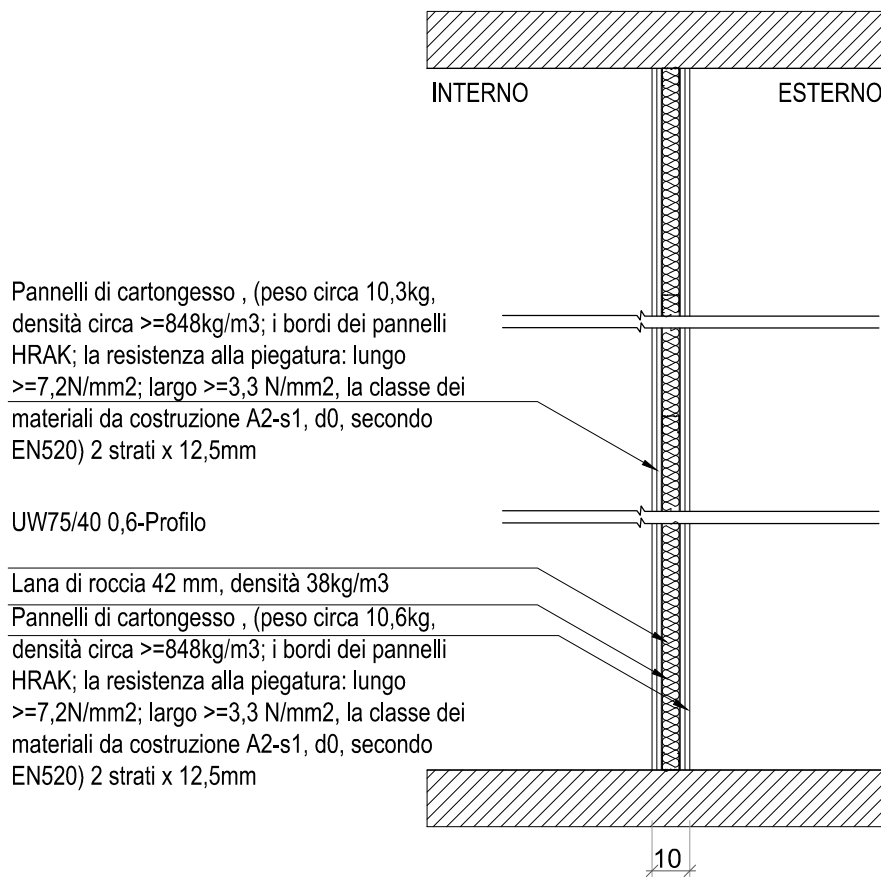 INTERNO
ESTERNO
Pannelli di cartongesso , (peso circa 10,3kg,
densità circa >=848kg/m3; i bordi dei pannelli
HRAK; la resistenza alla piegatura: lungo
>=7,2N/mm2; largo >=3,3 N/mm2, la classe dei
materiali da costruzione A2-s1, d0, secondo
EN520) 2 strati x 12,5mm
UW75/40 0,6-Profilo
Lana di roccia 42 mm, densità 38kg/m3
Pannelli di cartongesso , (peso circa 10,6kg,
densità circa >=848kg/m3; i bordi dei pannelli
HRAK; la resistenza alla piegatura: lungo
>=7,2N/mm2; largo >=3,3 N/mm2, la classe dei
materiali da costruzione A2-s1, d0, secondo
EN520) 2 strati x 12,5mm
10